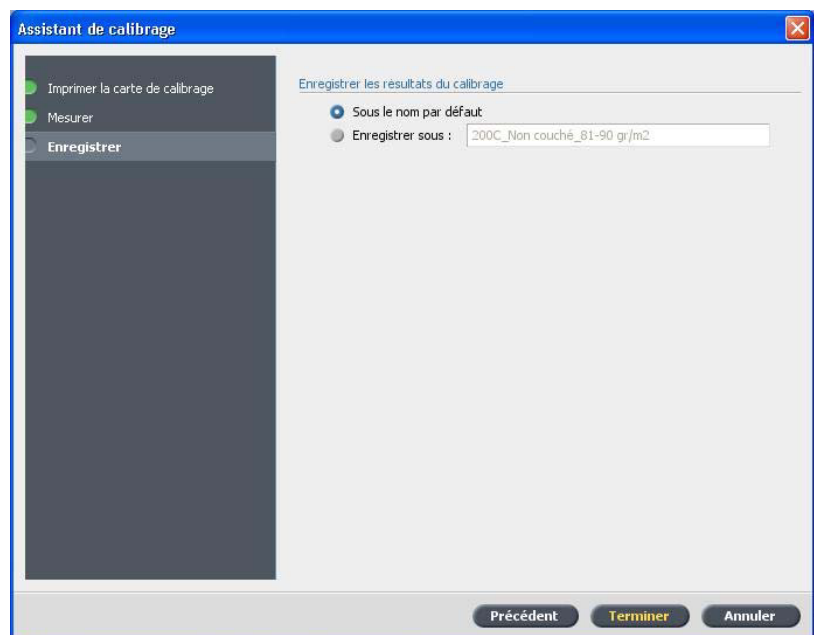 Assistant de calibrage
Imprimer la carte de calibrage
Mesurer
Enregistrer
Enregistrer les résultats du calibrage
Sous le nom par défaut
Enregistrer sous : 200C_Non couché_81-90 gr/m2
Précédent Terminer Annuler